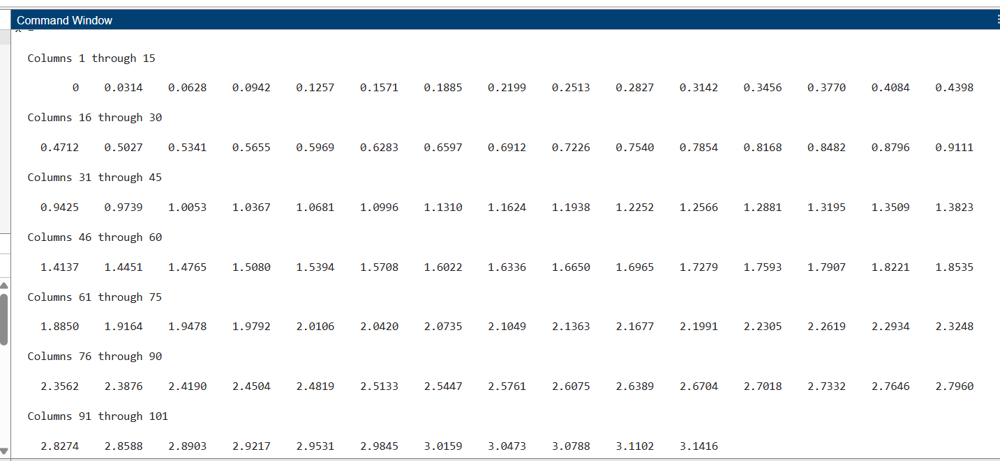 Command Window
x =
Columns 1 through 15
0 0.0314 0.0628 0.0942 0.1257 0.1571 0.1885 0.2199 0.2513 0.2827 0.3142 0.3456 0.3770 0.4084 0.4398
Columns 16 through 30
0.4712 0.5027 0.5341 0.5655 0.5969 0.6283 0.6597 0.6912 0.7226 0.7540 0.7854 0.8168 0.8482 0.8796 0.9111
Columns 31 through 45
0.9425 0.9739 1.0053 1.0367 1.0681 1.0996 1.1310 1.1624 1.1938 1.2252 1.2566 1.2881 1.3195 1.3509 1.3823
Columns 46 through 60
1.4137 1.4451 1.4765 1.5080 1.5394 1.5708 1.6022 1.6336 1.6650 1.6965 1.7279 1.7593 1.7907 1.8221 1.8535
Columns 61 through 75
1.8850 1.9164 1.9478 1.9792 2.0106 2.0420 2.0735 2.1049 2.1363 2.1677 2.1991 2.2305 2.2619 2.2934 2.3248
Columns 76 through 90
2.3562 2.3876 2.4190 2.4504 2.4819 2.5133 2.5447 2.5761 2.6075 2.6389 2.6704 2.7018 2.7332 2.7646 2.7960
Columns 91 through 101
2.8274 2.8588 2.8903 2.9217 2.9531 2.9845 3.0159 3.0473 3.0788 3.1102 3.1416